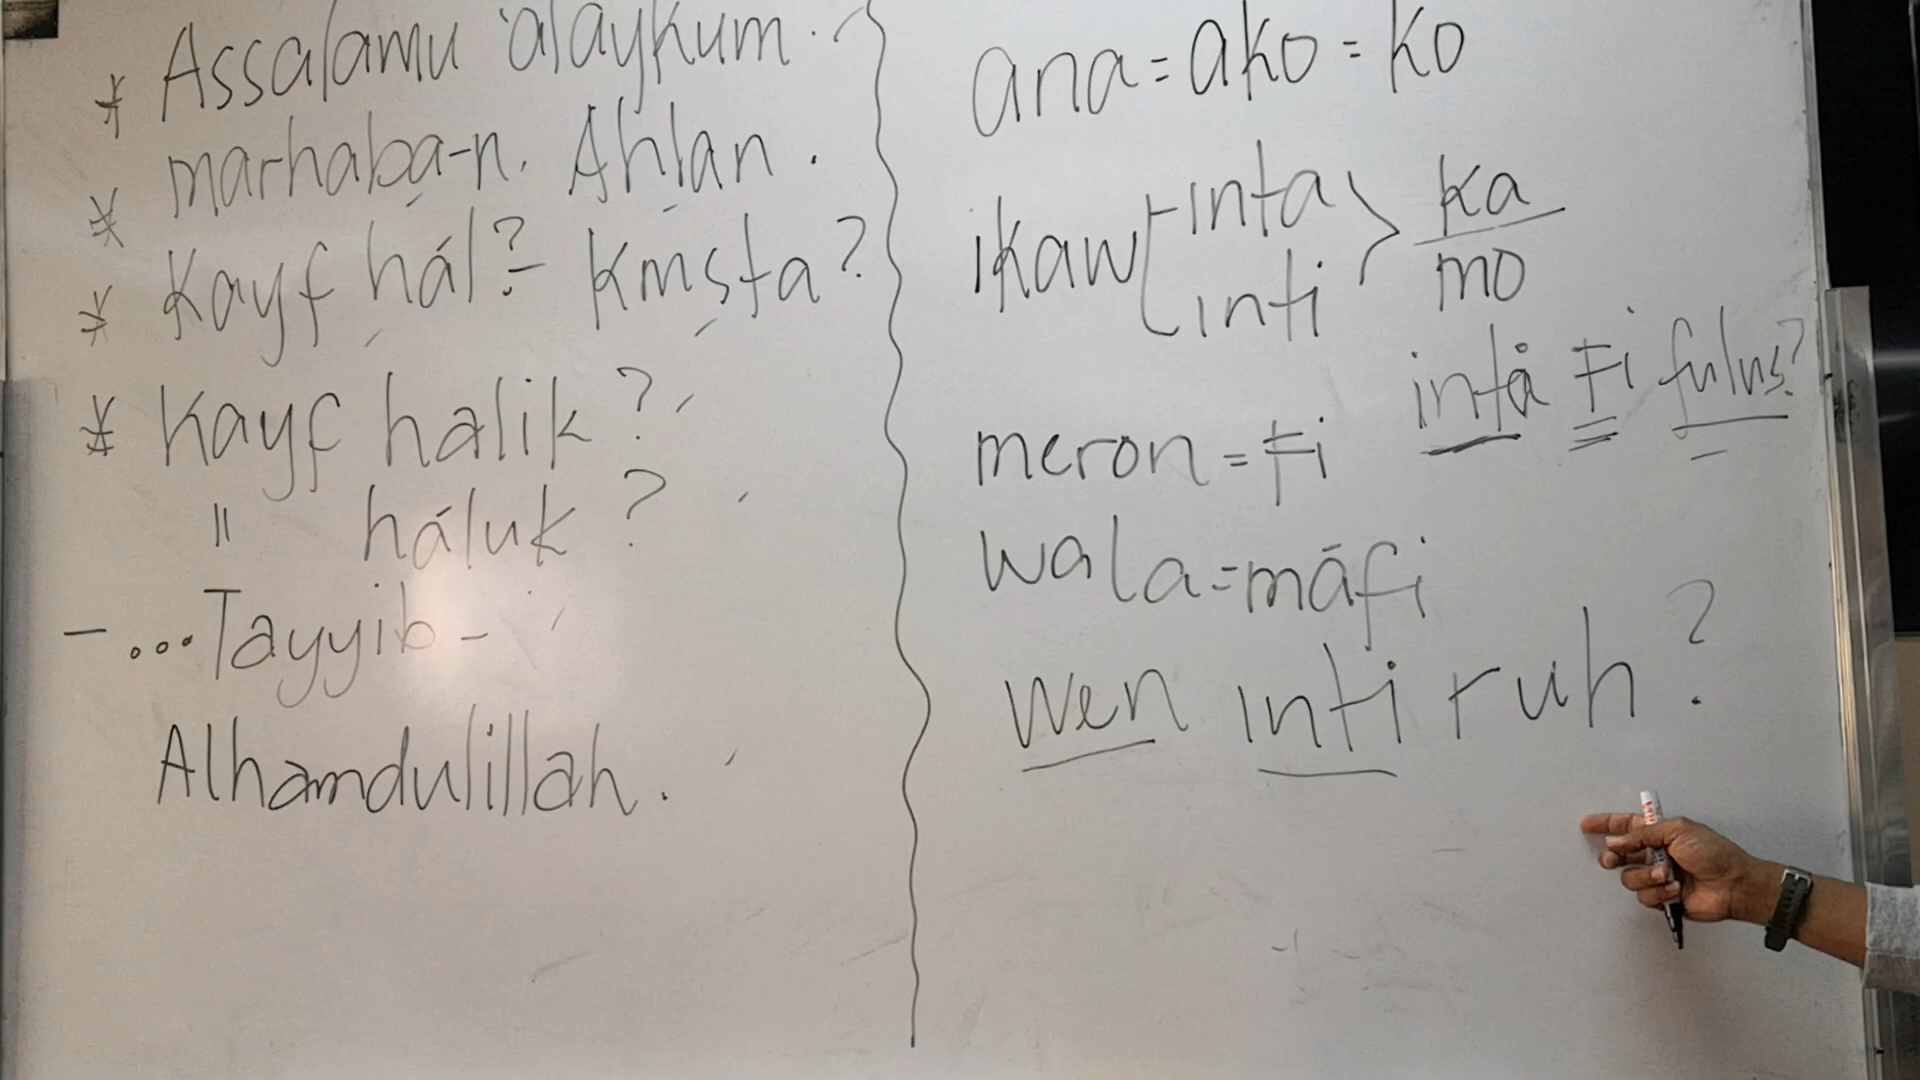 * Assalamu 'alaykum.
* marhaba-n. Ahlan.
* Kayf hál? - Kmsta?
* Kayf halik?
" háluk?
- ...Tayyib -
Alhamdulillah.
ana = ako = ko
ikaw inta ka
inti mo
inta fi fulus?
meron = fi
wala = māfi
wen inti ruh?